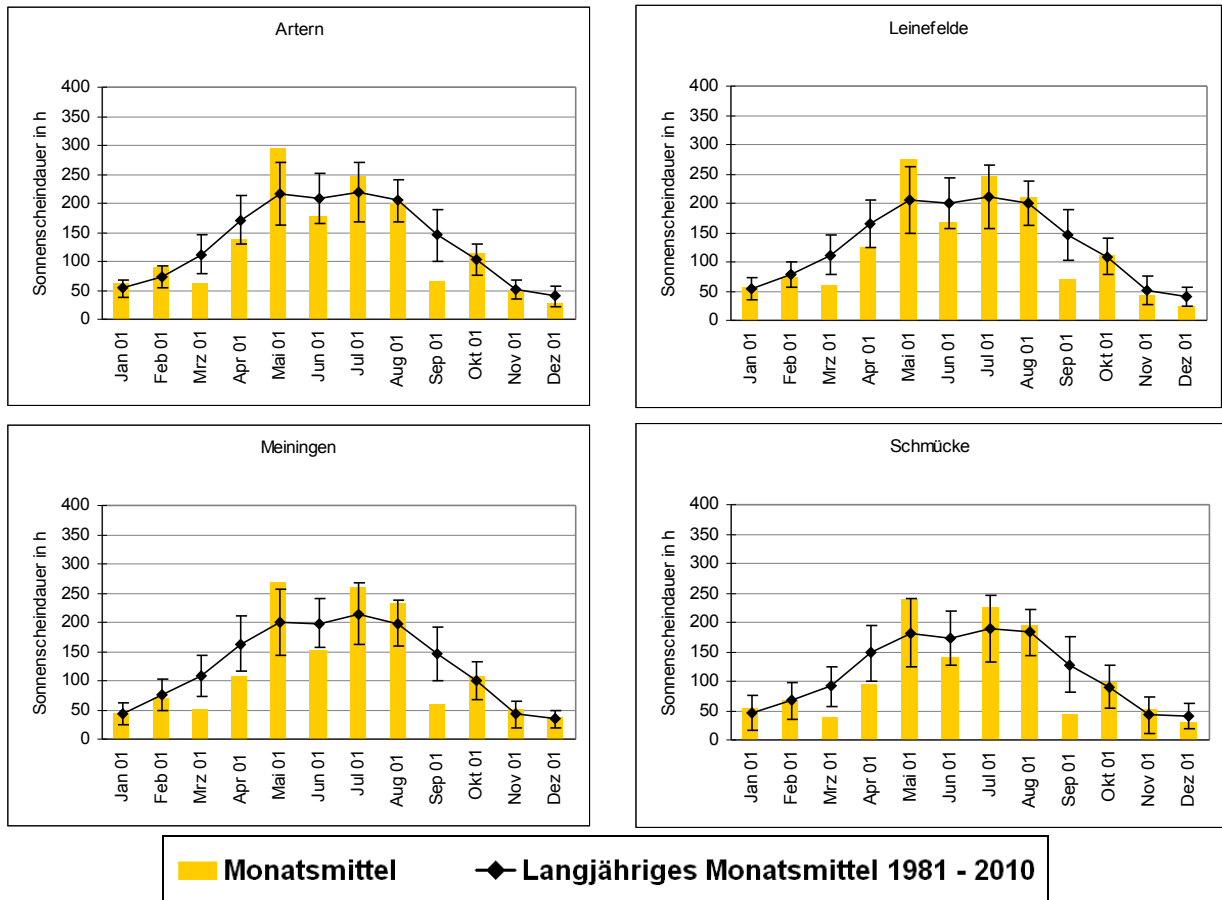 Artern
Sonnenscheindauer in h
400
350
300
250
200
150
100
50
0
Jan 01
Feb 01
Mrz 01
Apr 01
Mai 01
Jun 01
Jul 01
Aug 01
Sep 01
Okt 01
Nov 01
Dez 01
Leinefelde
Sonnenscheindauer in h
400
350
300
250
200
150
100
50
0
Jan 01
Feb 01
Mrz 01
Apr 01
Mai 01
Jun 01
Jul 01
Aug 01
Sep 01
Okt 01
Nov 01
Dez 01
Meiningen
Sonnenscheindauer in h
400
350
300
250
200
150
100
50
0
Jan 01
Feb 01
Mrz 01
Apr 01
Mai 01
Jun 01
Jul 01
Aug 01
Sep 01
Okt 01
Nov 01
Dez 01
Schmücke
Sonnenscheindauer in h
400
350
300
250
200
150
100
50
0
Jan 01
Feb 01
Mrz 01
Apr 01
Mai 01
Jun 01
Jul 01
Aug 01
Sep 01
Okt 01
Nov 01
Dez 01
Monatsmittel
Langjähriges Monatsmittel 1981 - 2010